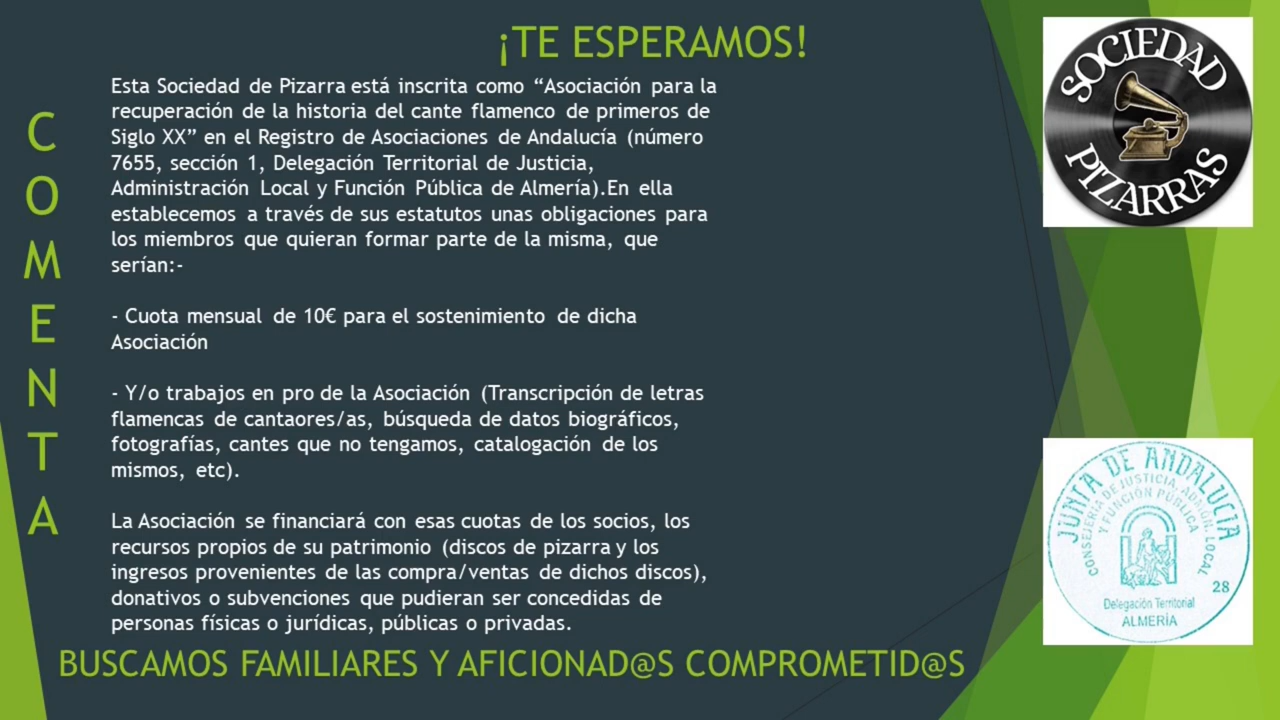 ¡TE ESPERAMOS!
COMENTA
Esta Sociedad de Pizarra está inscrita como “Asociación para la
recuperación de la historia del cante flamenco de primeros de
Siglo XX” en el Registro de Asociaciones de Andalucía (número
7655, sección 1, Delegación Territorial de Justicia,
Administración Local y Función Pública de Almería).En ella
establecemos a través de sus estatutos unas obligaciones para
los miembros que quieran formar parte de la misma, que
serían:-
- Cuota mensual de 10€ para el sostenimiento de dicha
Asociación
- Y/o trabajos en pro de la Asociación (Transcripción de letras
flamencas de cantaores/as, búsqueda de datos biográficos,
fotografías, cantes que no tengamos, catalogación de los
mismos, etc).
La Asociación se financiará con esas cuotas de los socios, los
recursos propios de su patrimonio (discos de pizarra y los
ingresos provenientes de las compra/ventas de dichos discos),
donativos o subvenciones que pudieran ser concedidas de
personas físicas o jurídicas, públicas o privadas.
BUSCAMOS FAMILIARES Y AFICIONAD@S COMPROMETID@S
SOCIEDAD
PIZARRAS
JUNTA DE ANDALUCIA
CONSEJERÍA DE JUSTICIA, ADMÓN. LOCAL
Y FUNCIÓN PÚBLICA
28
Delegación Territorial
ALMERÍA